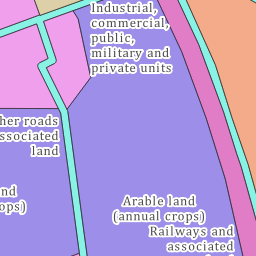 Industrial,
commercial,
public,
military and
private units
her roads
ssociated
land
nd
ops)
Arable land
(annual crops)
Railways and
associated